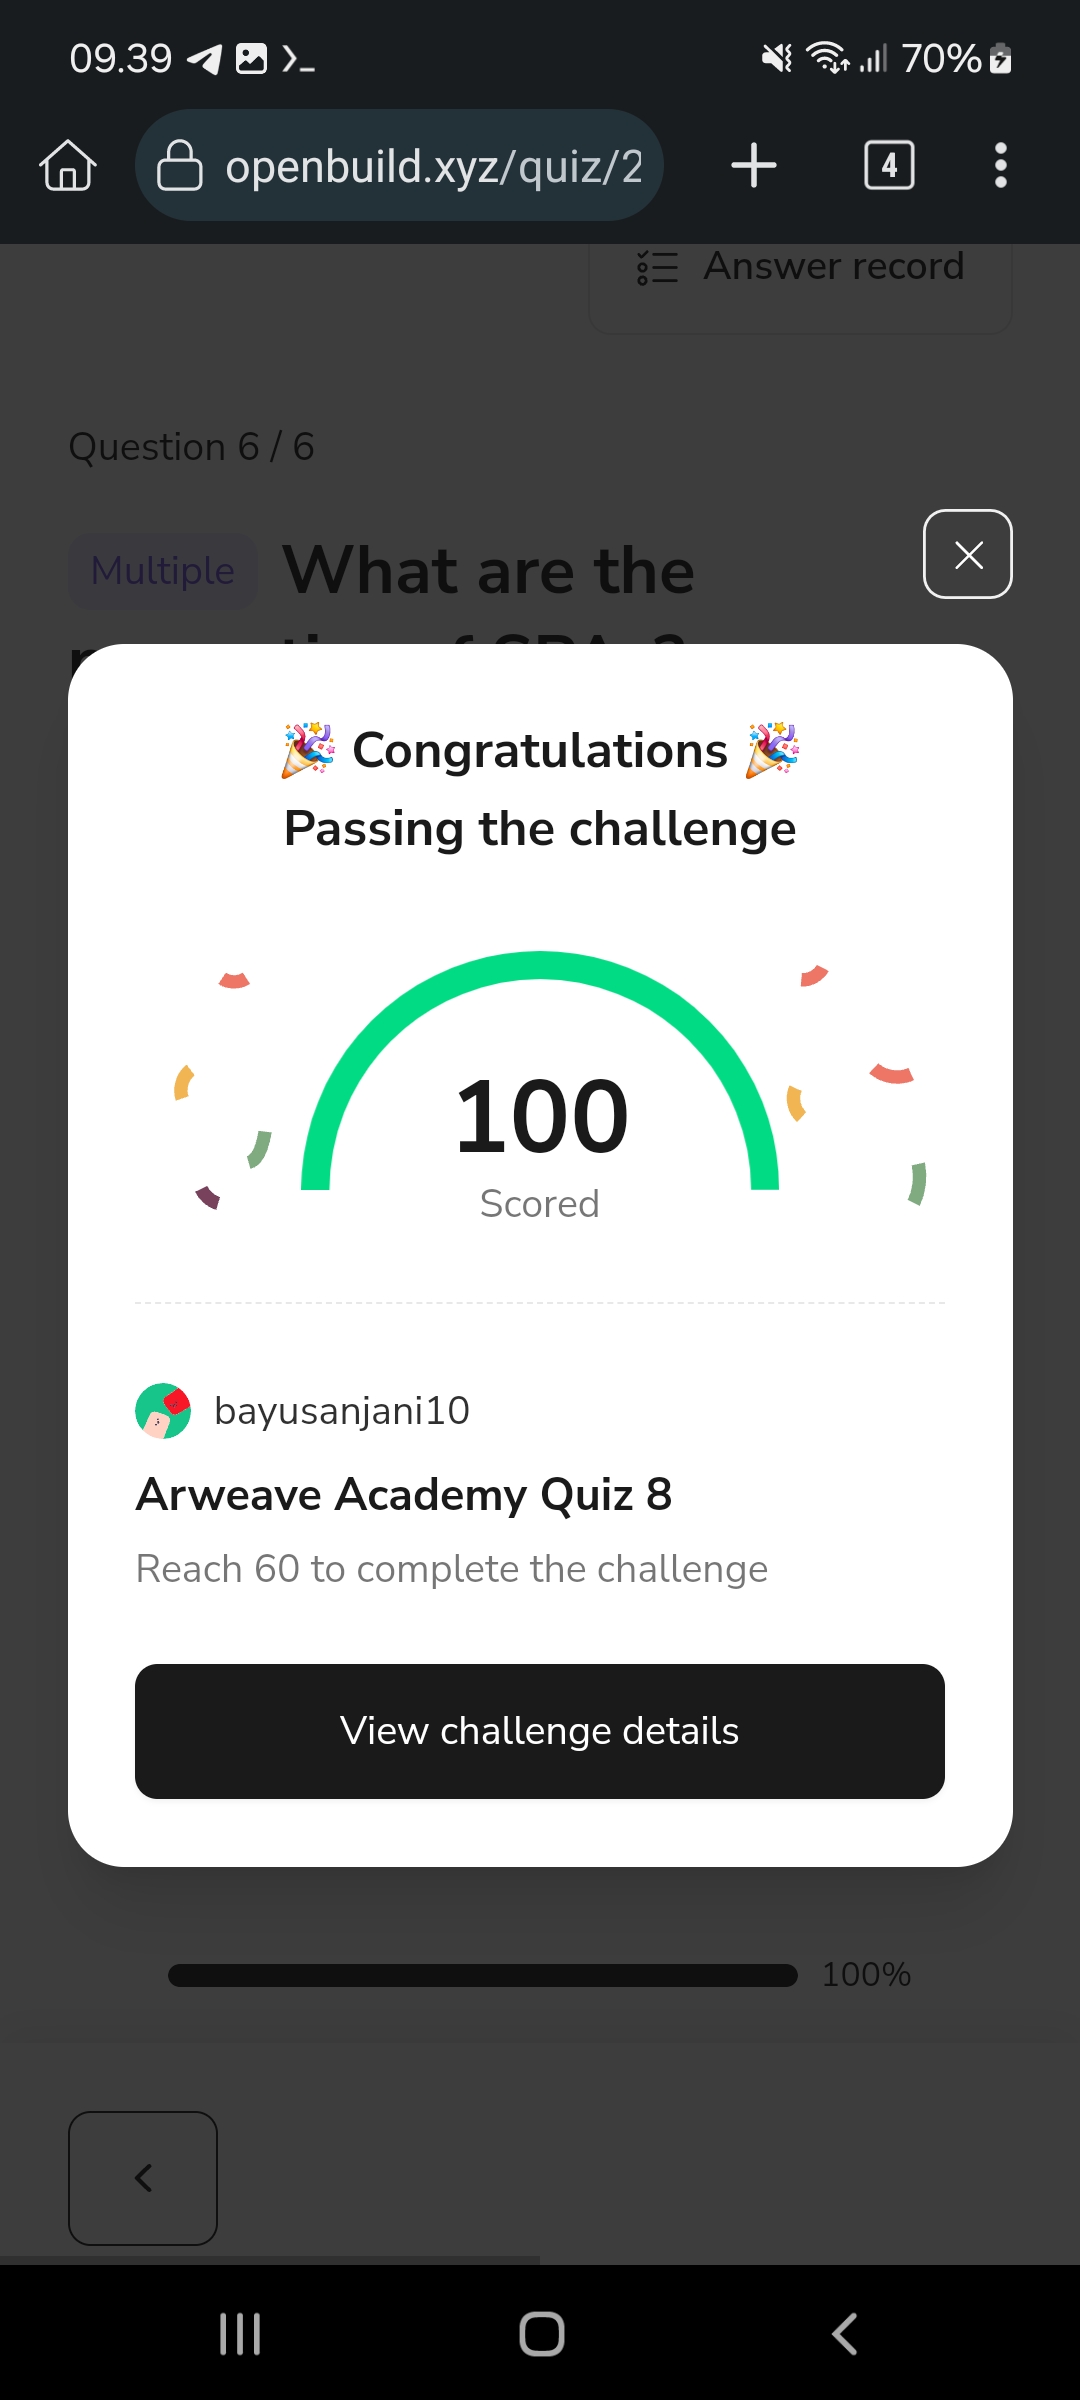 09.39
70%
openbuild.xyz/quiz/2
4
Answer record
Question 6 / 6
Multiple What are the
🎉 Congratulations 🎉
Passing the challenge
100
Scored
bayusanjani10
Arweave Academy Quiz 8
Reach 60 to complete the challenge
View challenge details
100%